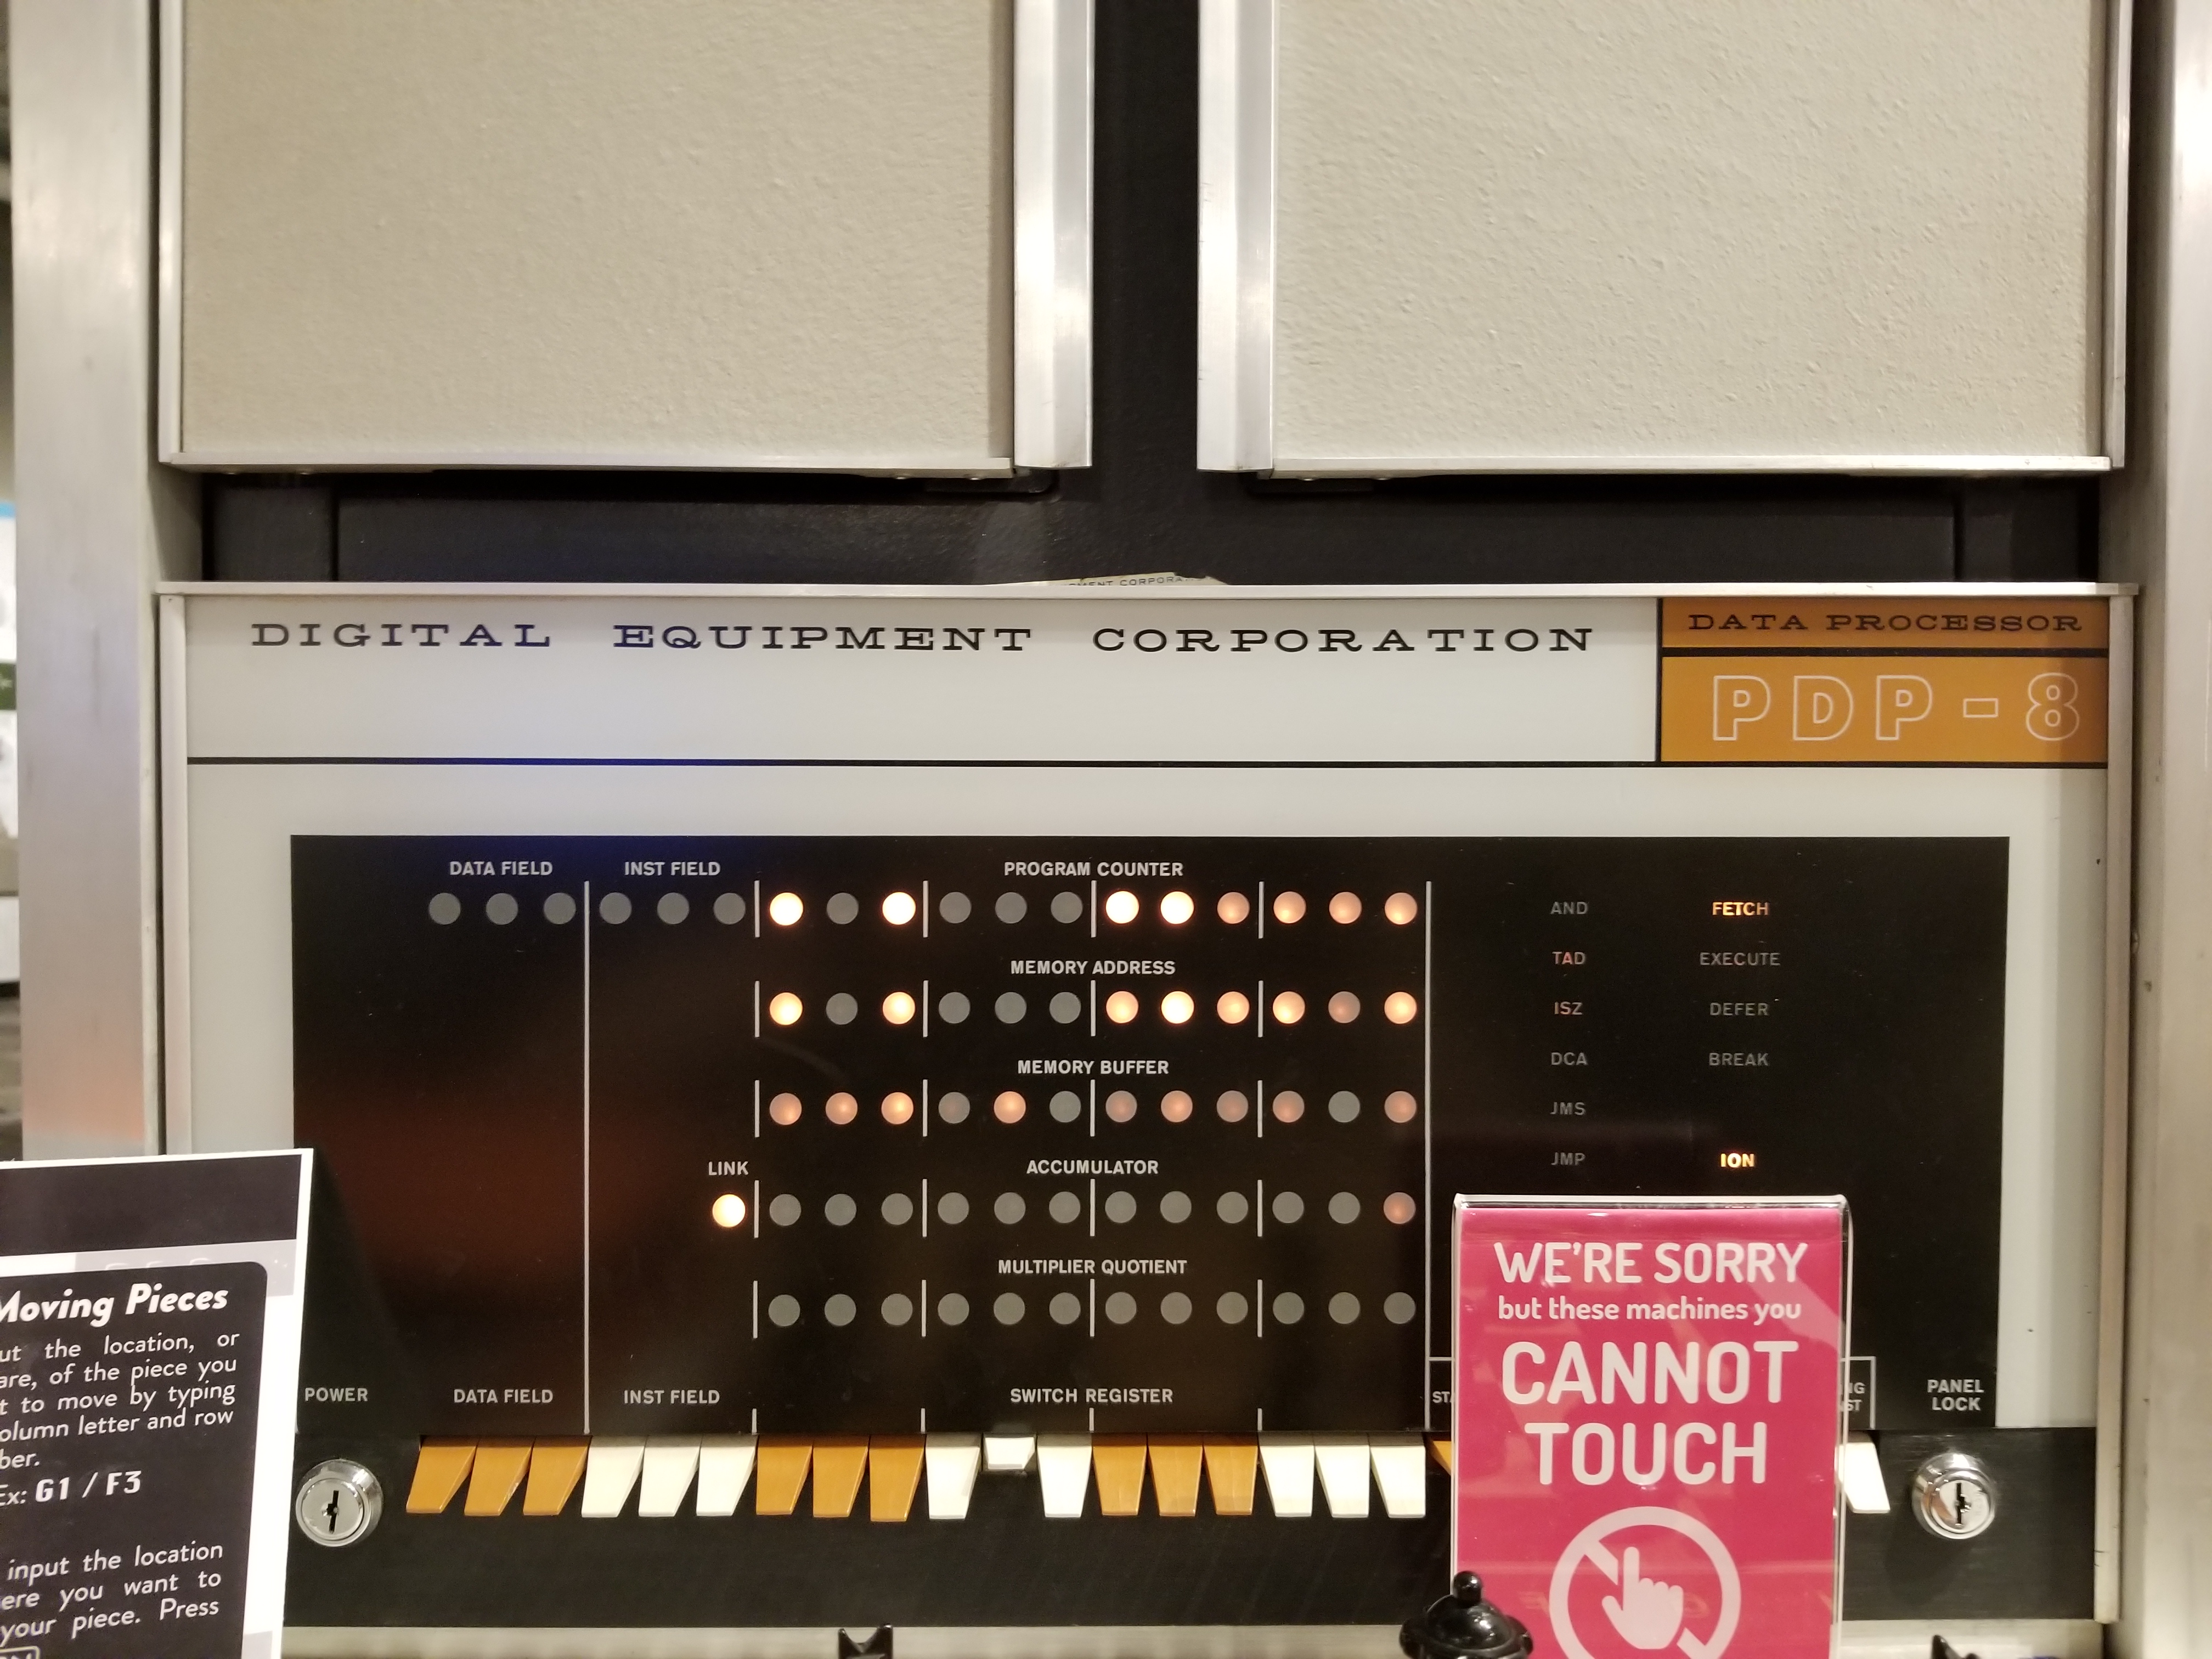 DIGITAL EQUIPMENT CORPORATION
DATA PROCESSOR
PDP-8
DATA FIELD INST FIELD PROGRAM COUNTER
AND FETCH
MEMORY ADDRESS
TAD EXECUTE
ISZ DEFER
MEMORY BUFFER
DCA BREAK
JMS
LINK ACCUMULATOR
JMP ION
MULTIPLIER QUOTIENT
POWER DATA FIELD INST FIELD SWITCH REGISTER
PANEL
LOCK
WE'RE SORRY
but these machines you
CANNOT
TOUCH
Moving Pieces
the location, or
of the piece you
to move by typing
column letter and row
Ex: G1 / F3
input the location
you want to
your piece. Press